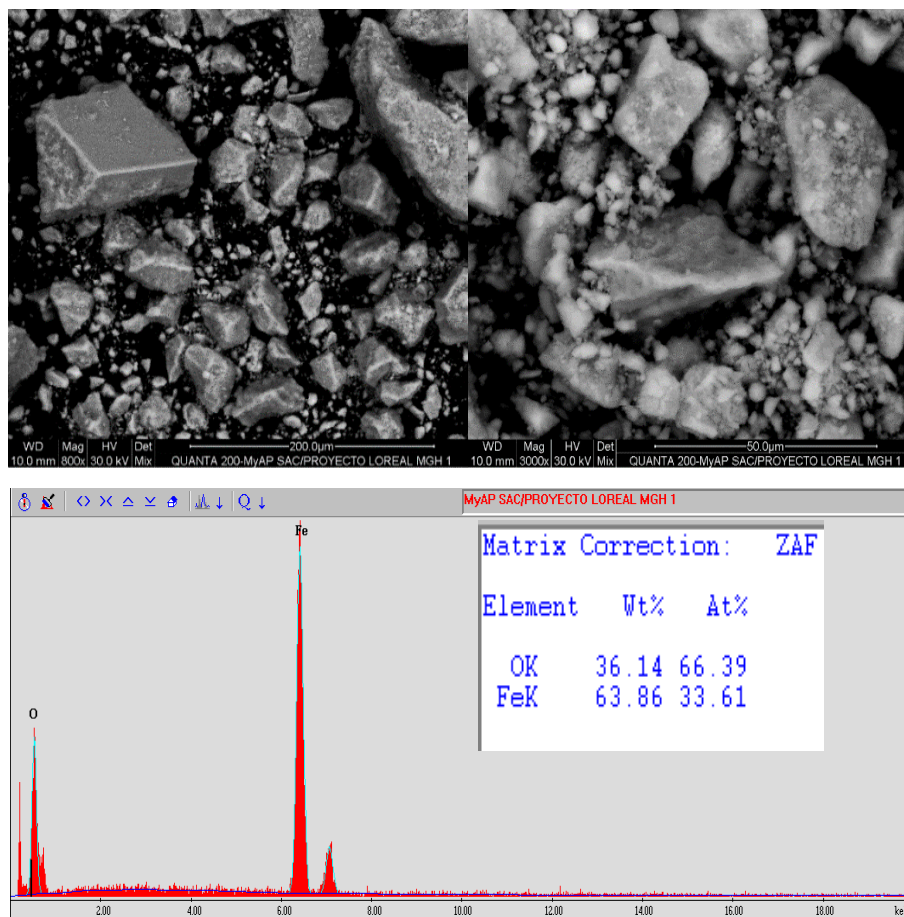 WD Mag HV Det 200.0µm
10.0 mm 800x 30.0 kV Mix QUANTA 200-MyAP SAC/PROYECTO LOREAL MGH 1
WD Mag HV Det 50.0µm
10.0 mm 3000x 30.0 kV Mix QUANTA 200-MyAP SAC/PROYECTO LOREAL MGH 1
Q
MyAP SAC/PROYECTO LOREAL MGH 1
Matrix Correction: ZAF
Element Wt% At%
OK 36.14 66.39
FeK 63.86 33.61
Fe
O
2.00 4.00 6.00 8.00 10.00 12.00 14.00 16.00 18.00 ke